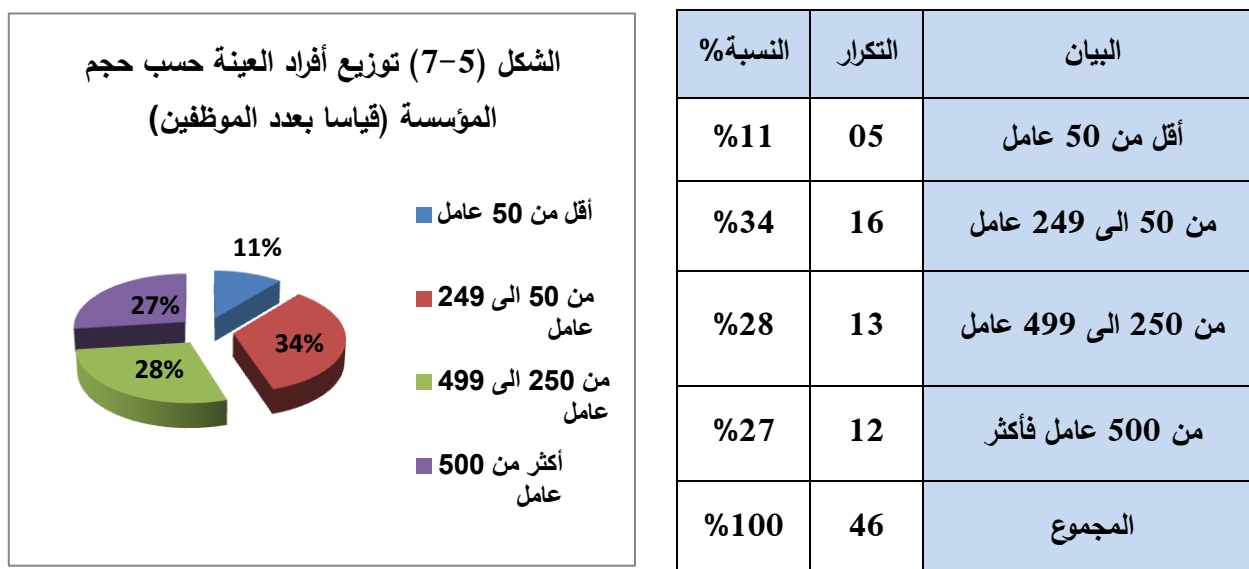 الشكل (5-7) توزيع أفراد العينة حسب حجم
المؤسسة (قياسا بعدد الموظفين)
11%
34%
28%
27%
أقل من 50 عامل
من 50 الى 249
عامل
من 250 الى 499
عامل
أكثر من 500
عامل
البيان التكرار النسبة%
أقل من 50 عامل 05 11%
من 50 الى 249 عامل 16 34%
من 250 الى 499 عامل 13 28%
من 500 عامل فأكثر 12 27%
المجموع 46 100%